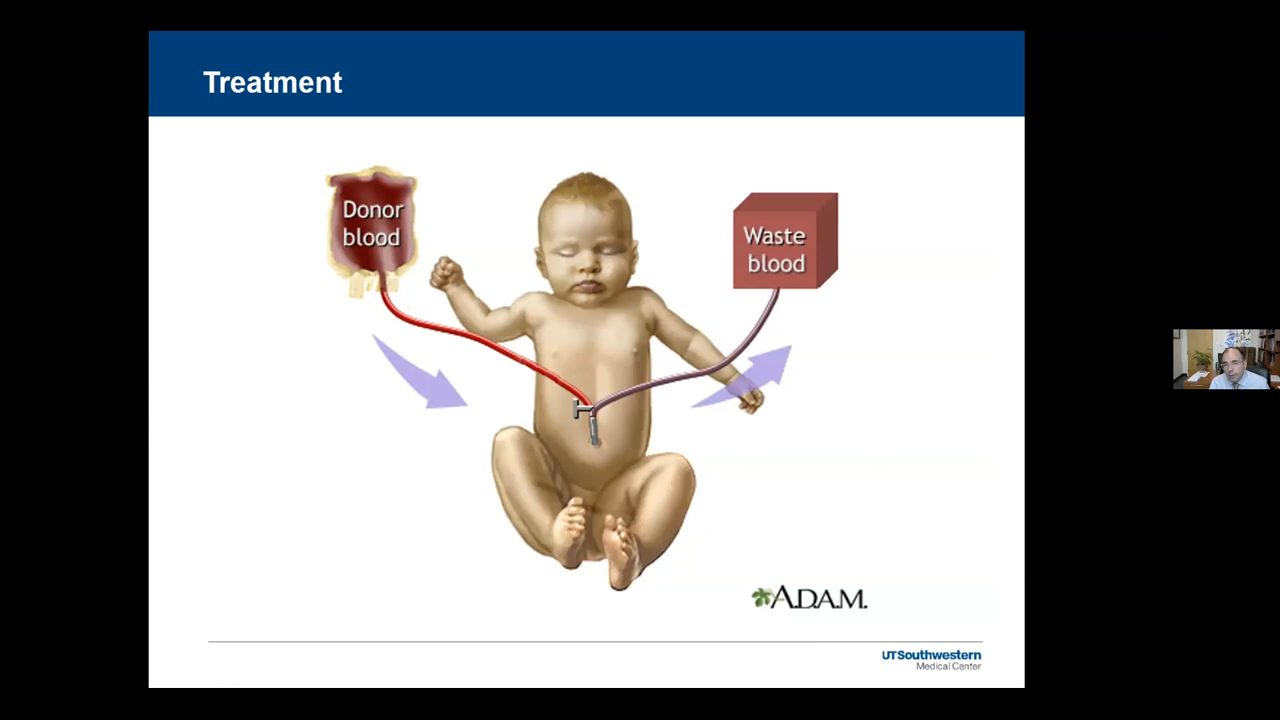 Treatment
Donor
blood
Waste
blood
A.D.A.M.
UTSouthwestern
Medical Center